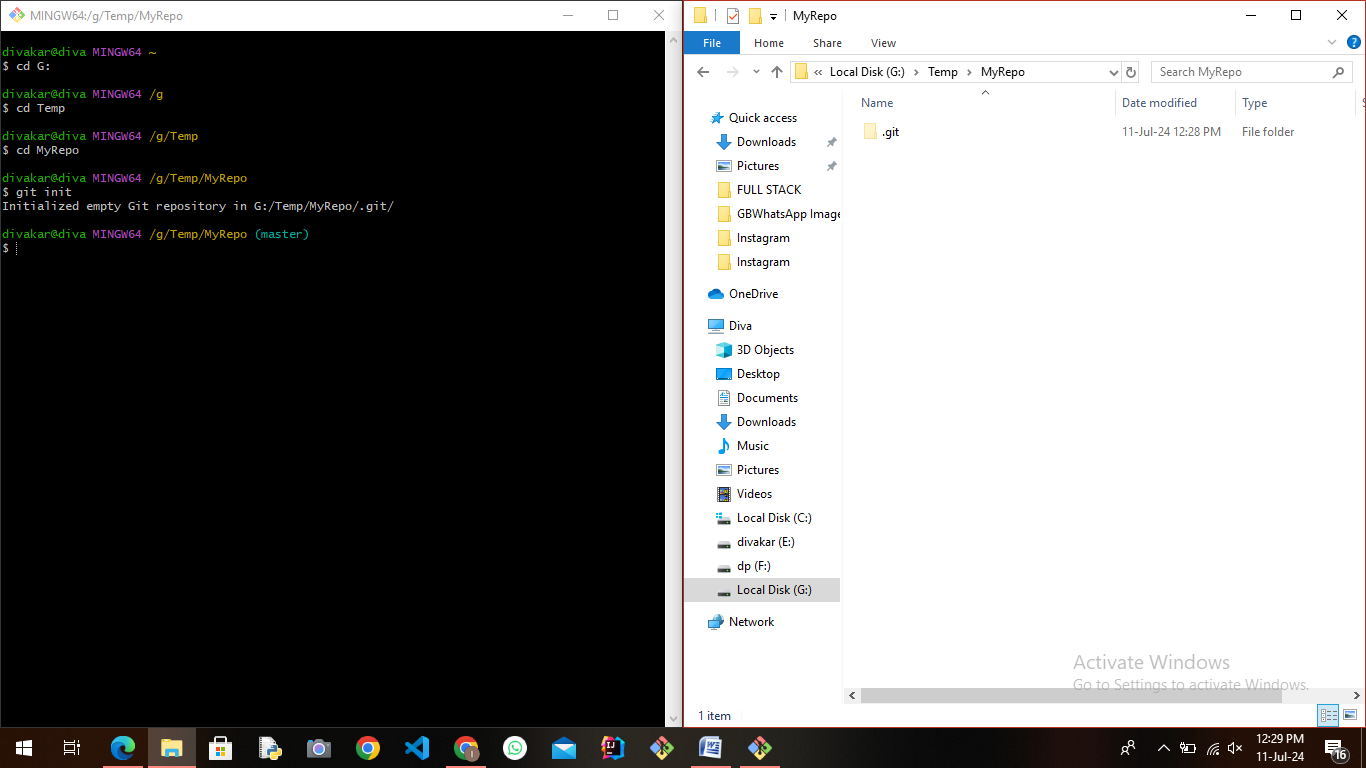 MINGW64:/g/Temp/MyRepo
divakar@diva MINGW64 ~
$ cd G:
divakar@diva MINGW64 /g
$ cd Temp
divakar@diva MINGW64 /g/Temp
$ cd MyRepo
divakar@diva MINGW64 /g/Temp/MyRepo
$ git init
Initialized empty Git repository in G:/Temp/MyRepo/.git/
divakar@diva MINGW64 /g/Temp/MyRepo (master)
$
MyRepo
File Home Share View
« Local Disk (G:) > Temp > MyRepo
Search MyRepo
Name Date modified Type S
.git 11-Jul-24 12:28 PM File folder
Quick access
Downloads
Pictures
FULL STACK
GBWhatsApp Image
Instagram
Instagram
OneDrive
Diva
3D Objects
Desktop
Documents
Downloads
Music
Pictures
Videos
Local Disk (C:)
divakar (E:)
dp (F:)
Local Disk (G:)
Network
Activate Windows
Go to Settings to activate Windows.
1 item
12:29 PM
11-Jul-24
16